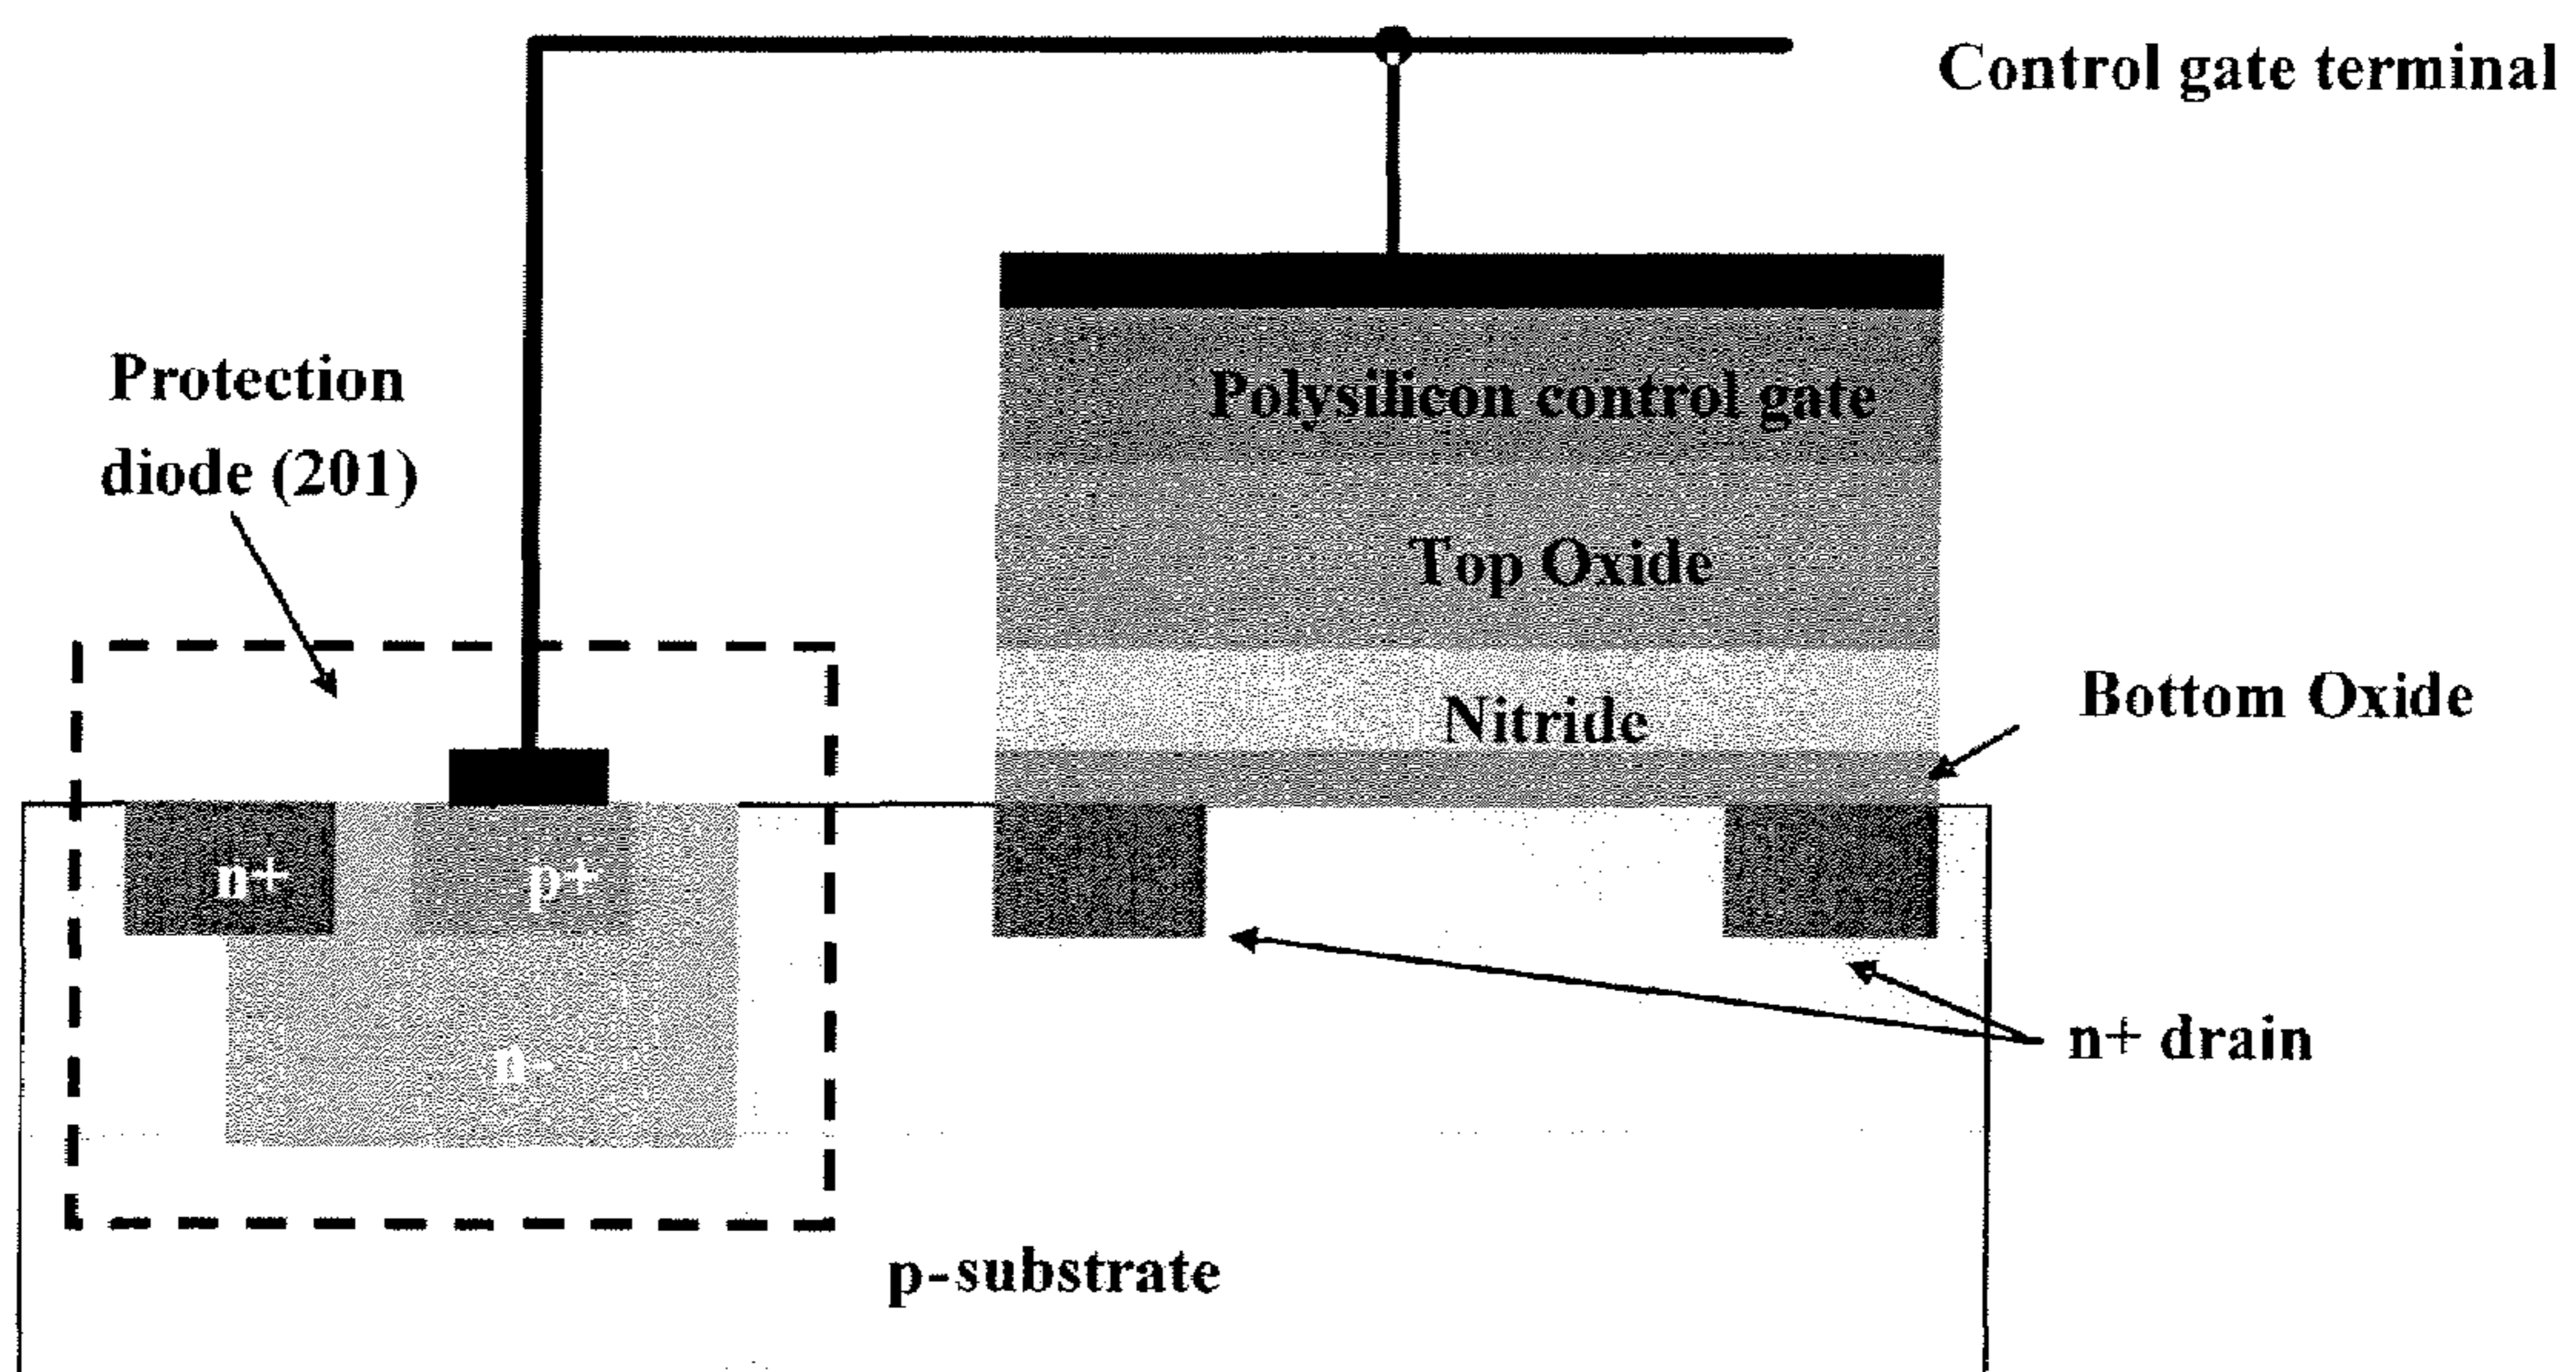 Control gate terminal
Protection
diode (201)
Polysilicon control gate
Top Oxide
Nitride
Bottom Oxide
n+
p+
n-
n+ drain
p-substrate